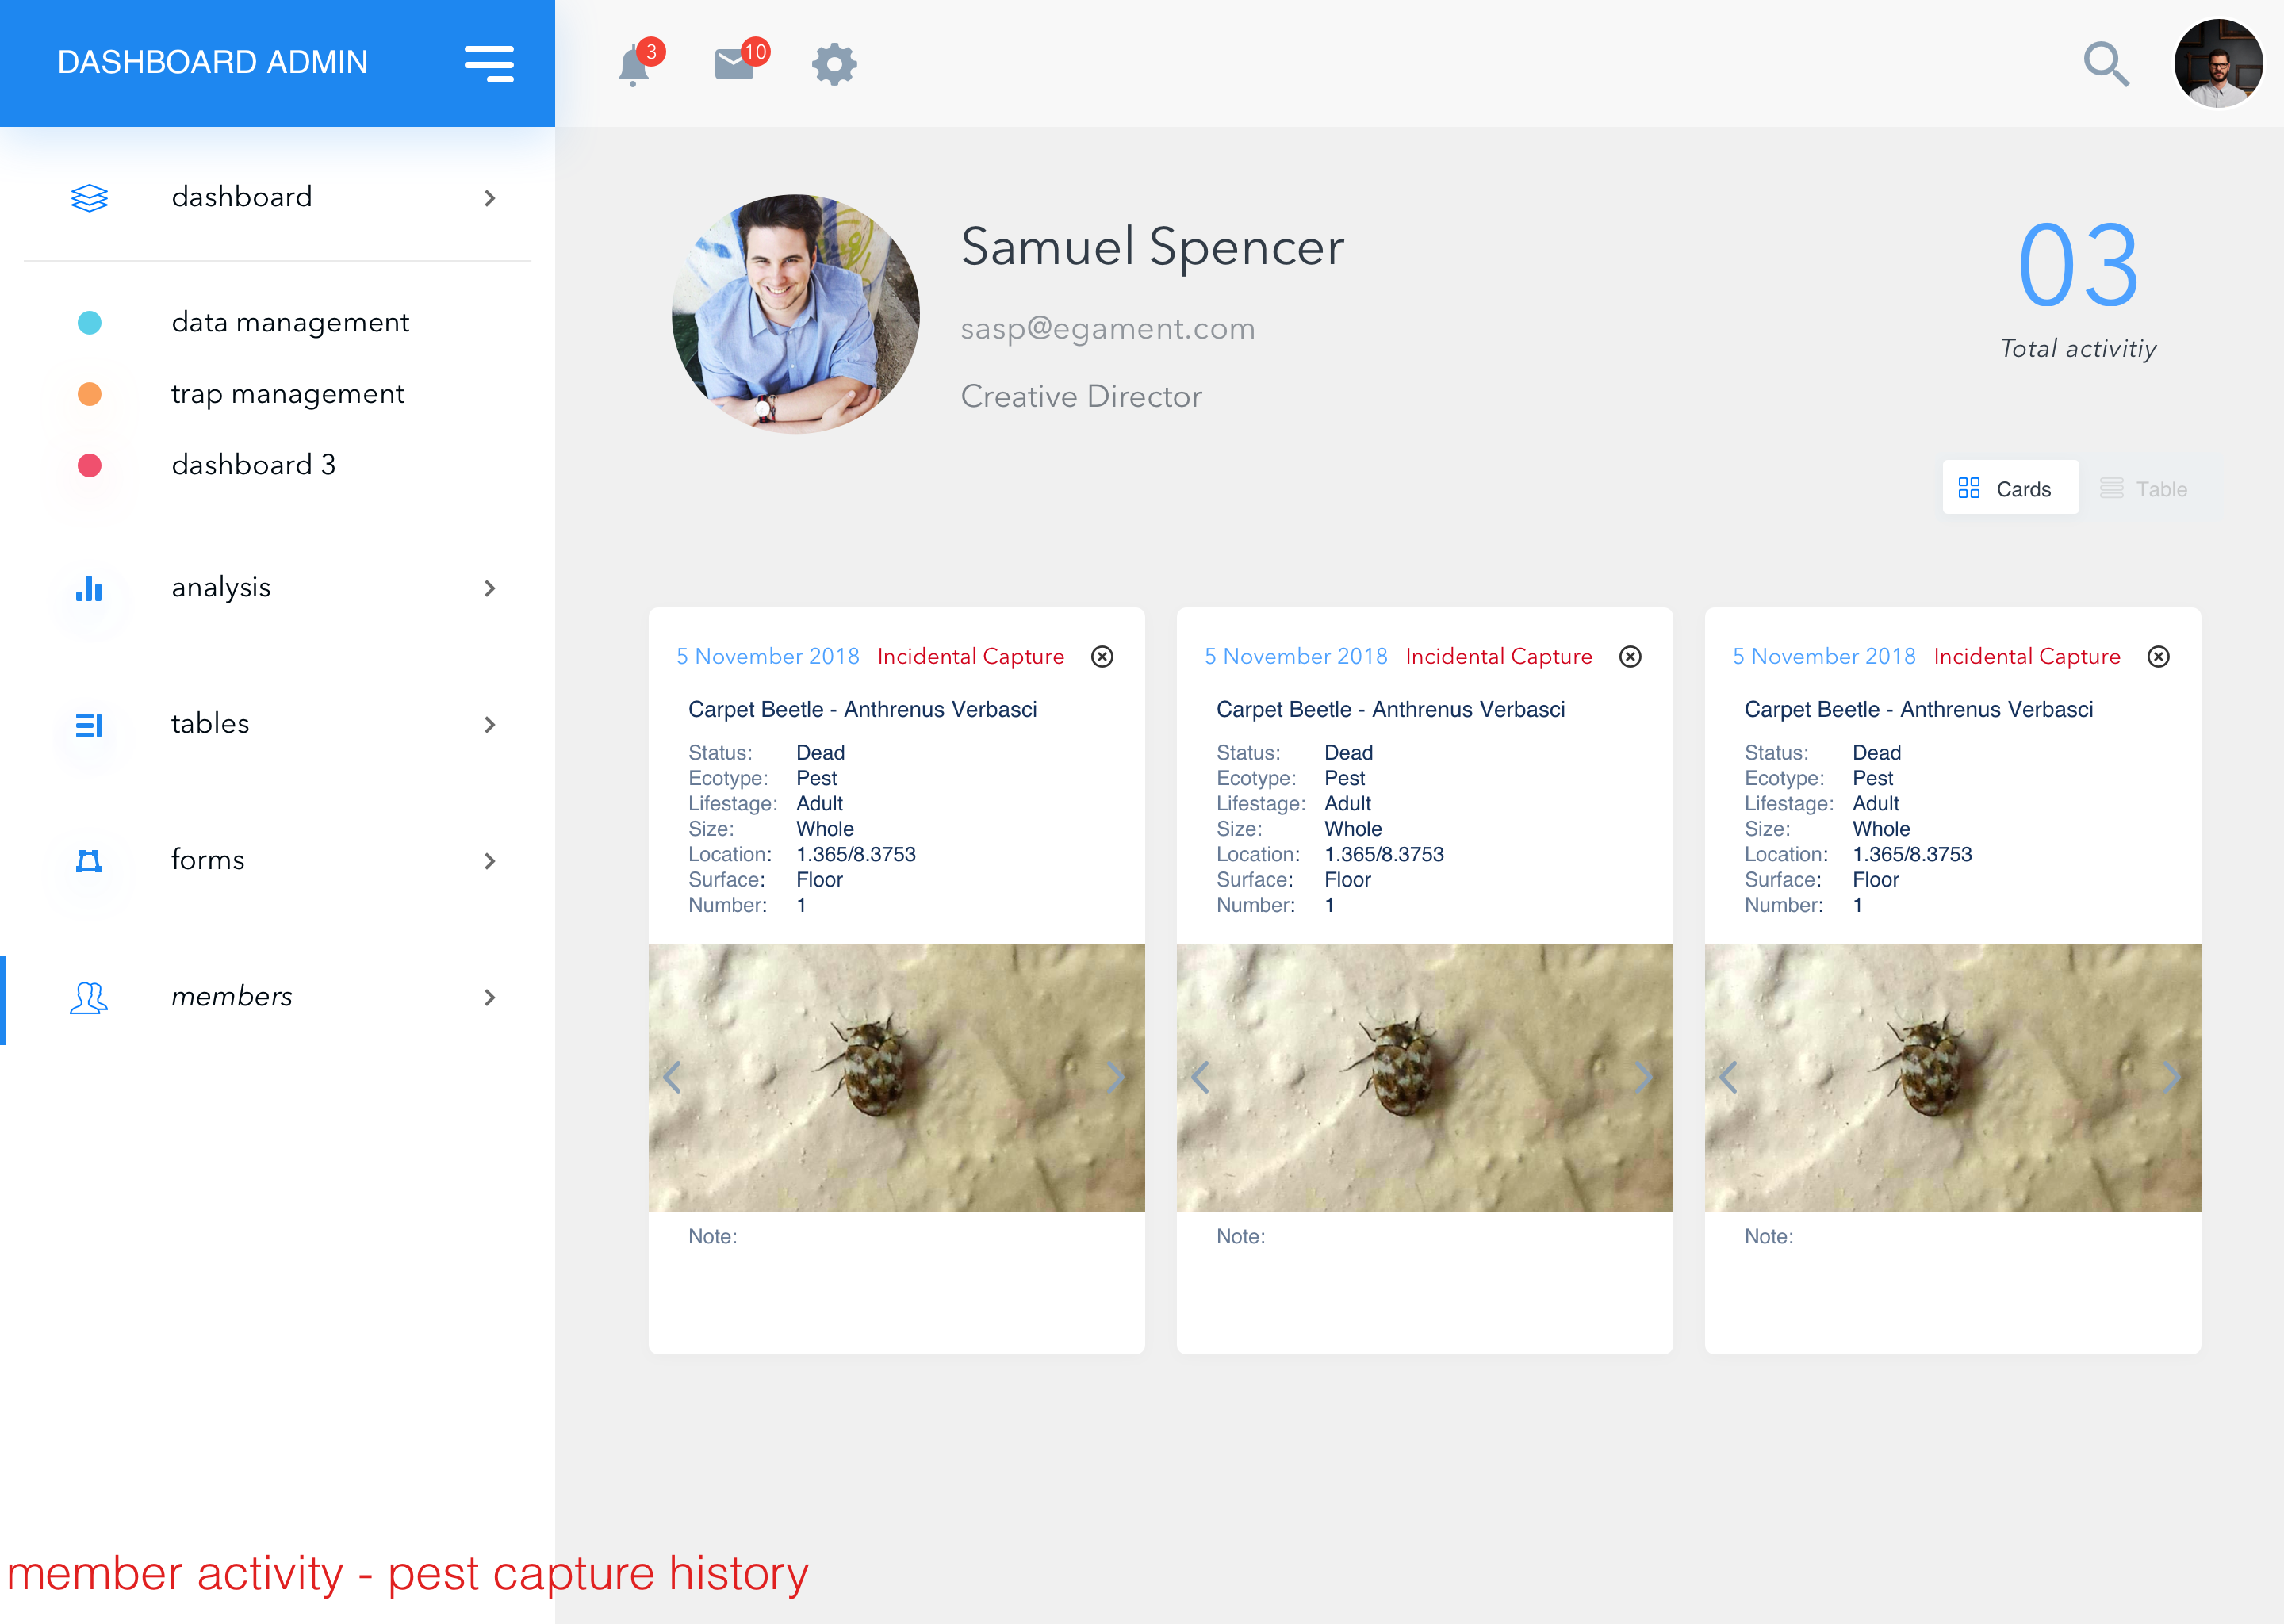 DASHBOARD ADMIN
3
10
dashboard
data management
trap management
dashboard 3
analysis
tables
forms
members
Samuel Spencer
sasp@egament.com
Creative Director
03
Total activitiy
Cards
Table
5 November 2018 Incidental Capture
Carpet Beetle - Anthrenus Verbasci
Status: Dead
Ecotype: Pest
Lifestage: Adult
Size: Whole
Location: 1.365/8.3753
Surface: Floor
Number: 1
Note:
5 November 2018 Incidental Capture
Carpet Beetle - Anthrenus Verbasci
Status: Dead
Ecotype: Pest
Lifestage: Adult
Size: Whole
Location: 1.365/8.3753
Surface: Floor
Number: 1
Note:
5 November 2018 Incidental Capture
Carpet Beetle - Anthrenus Verbasci
Status: Dead
Ecotype: Pest
Lifestage: Adult
Size: Whole
Location: 1.365/8.3753
Surface: Floor
Number: 1
Note:
member activity - pest capture history